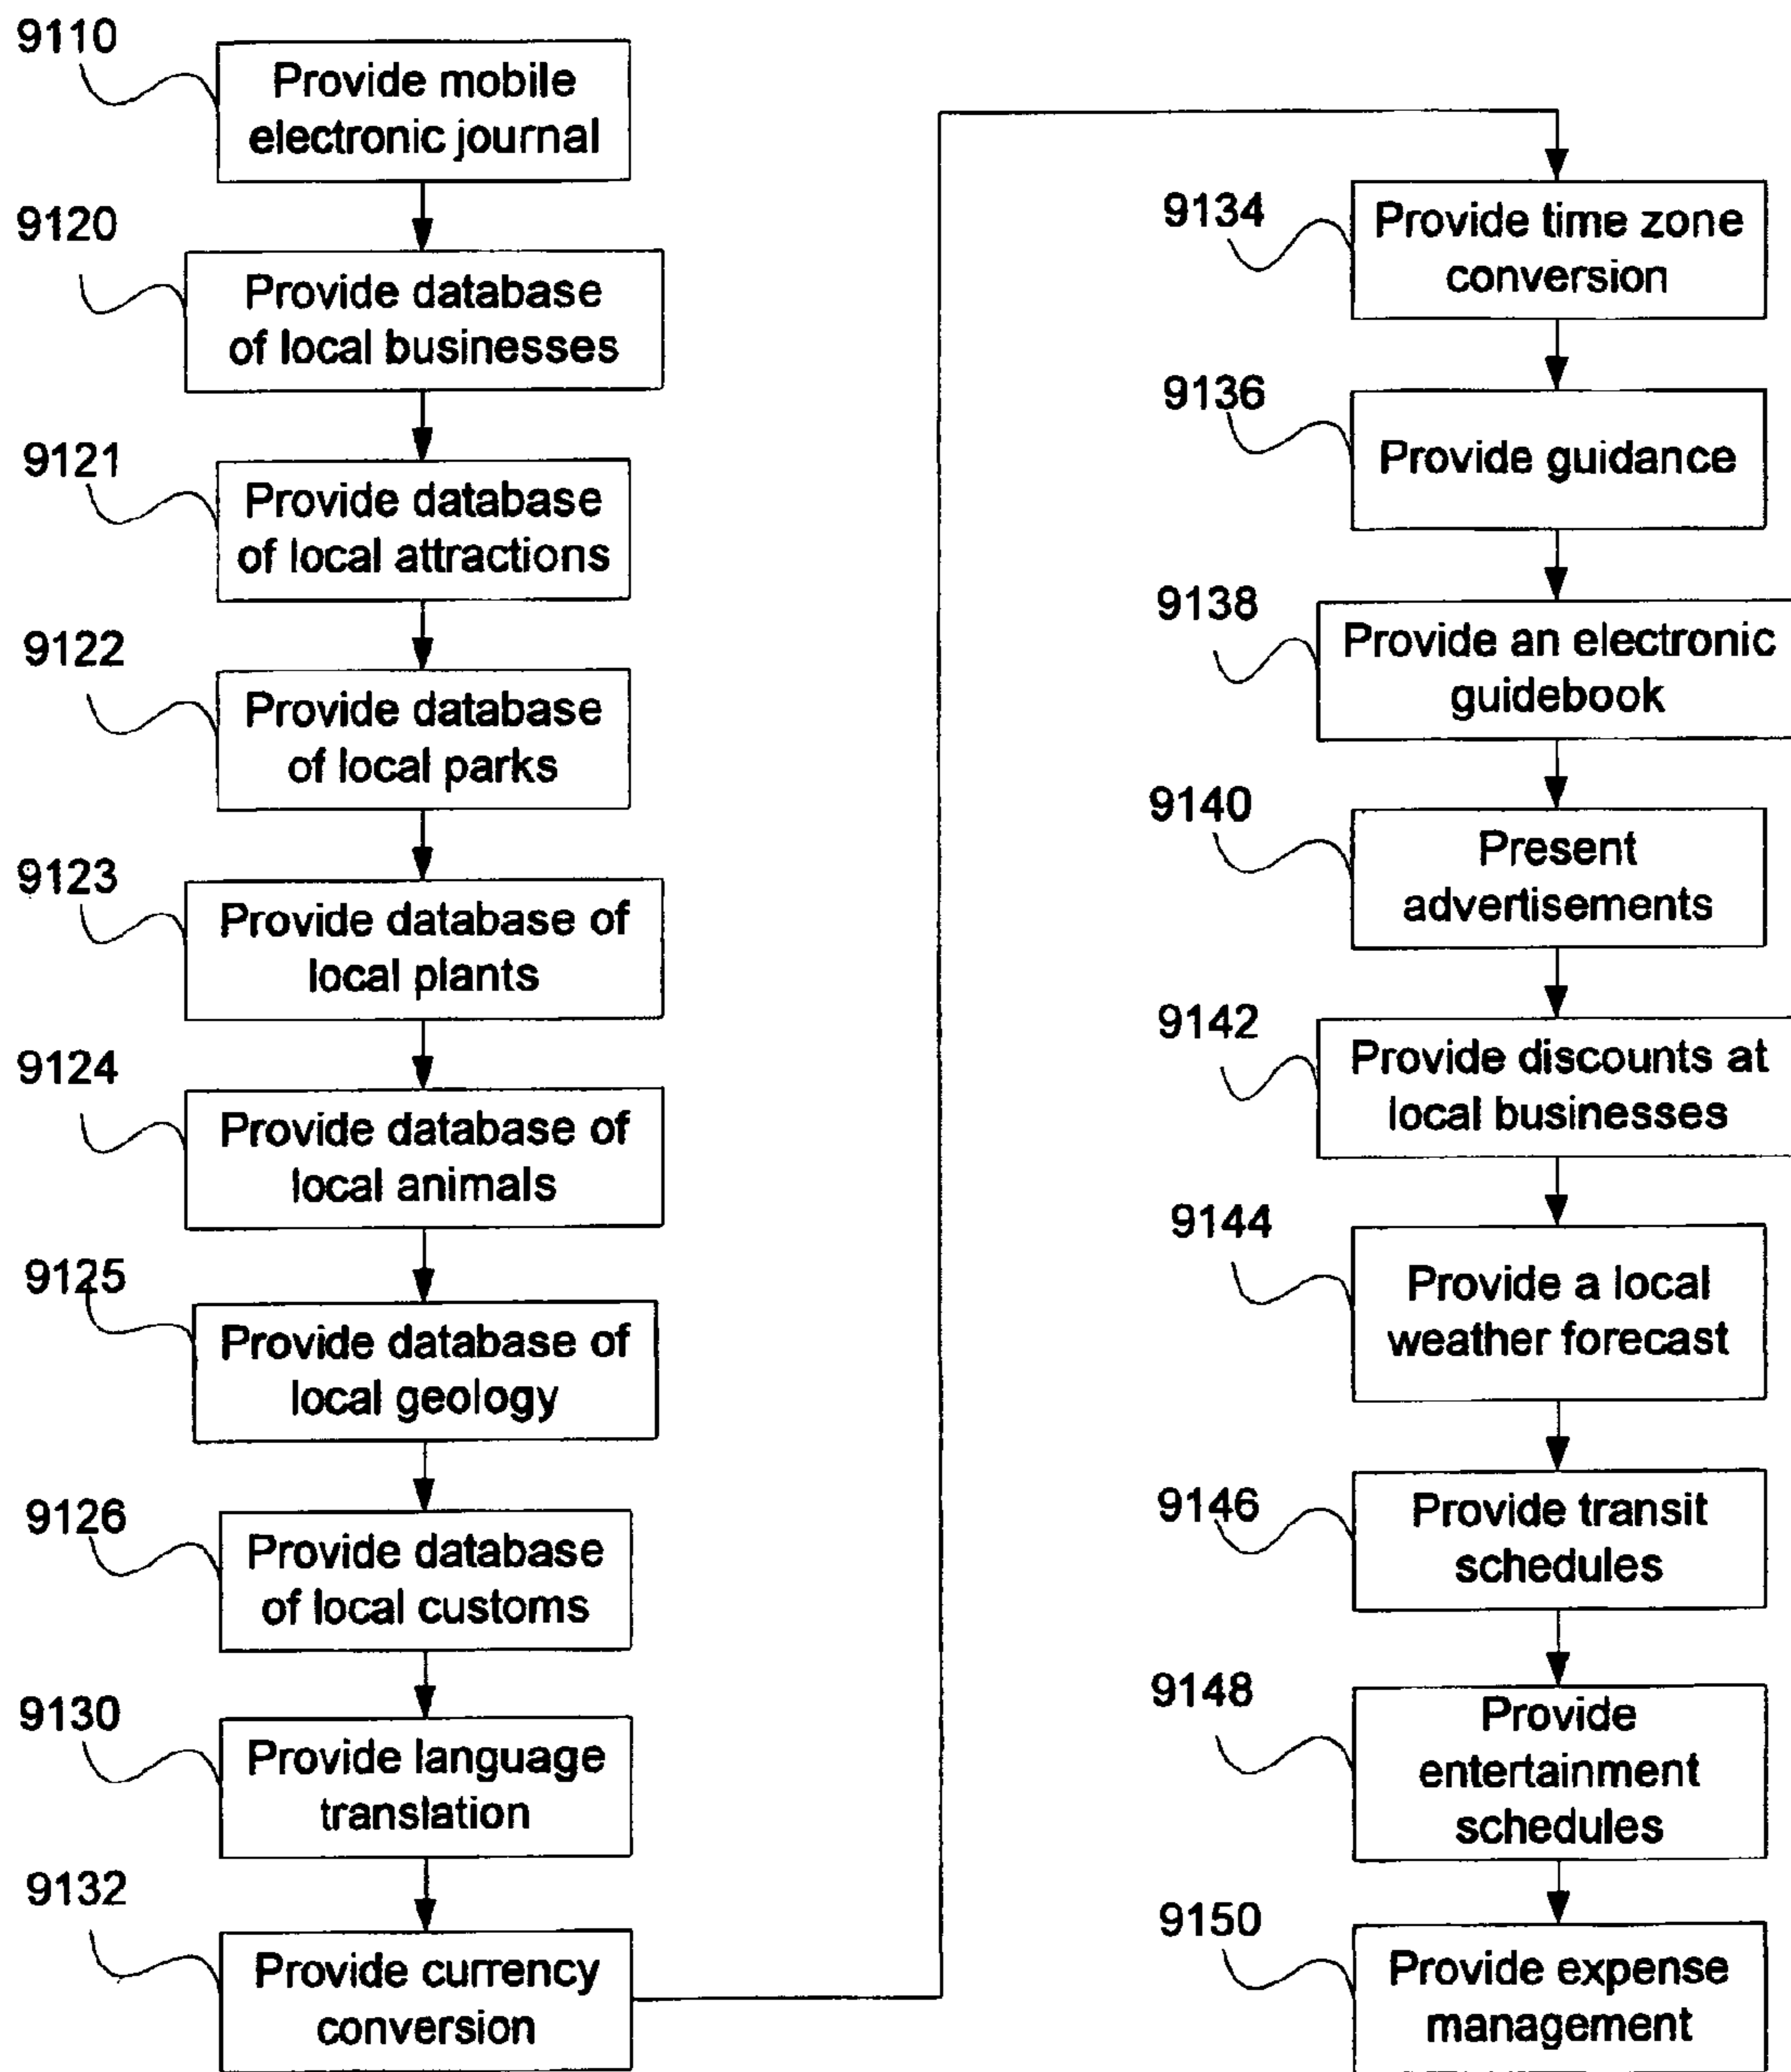 9110
Provide mobile
electronic journal
9120
Provide database
of local businesses
9121
Provide database
of local attractions
9122
Provide database
of local parks
9123
Provide database of
local plants
9124
Provide database of
local animals
9125
Provide database of
local geology
9126
Provide database
of local customs
9130
Provide language
translation
9132
Provide currency
conversion
9134
Provide time zone
conversion
9136
Provide guidance
9138
Provide an electronic
guidebook
9140
Present
advertisements
9142
Provide discounts at
local businesses
9144
Provide a local
weather forecast
9146
Provide transit
schedules
9148
Provide
entertainment
schedules
9150
Provide expense
management